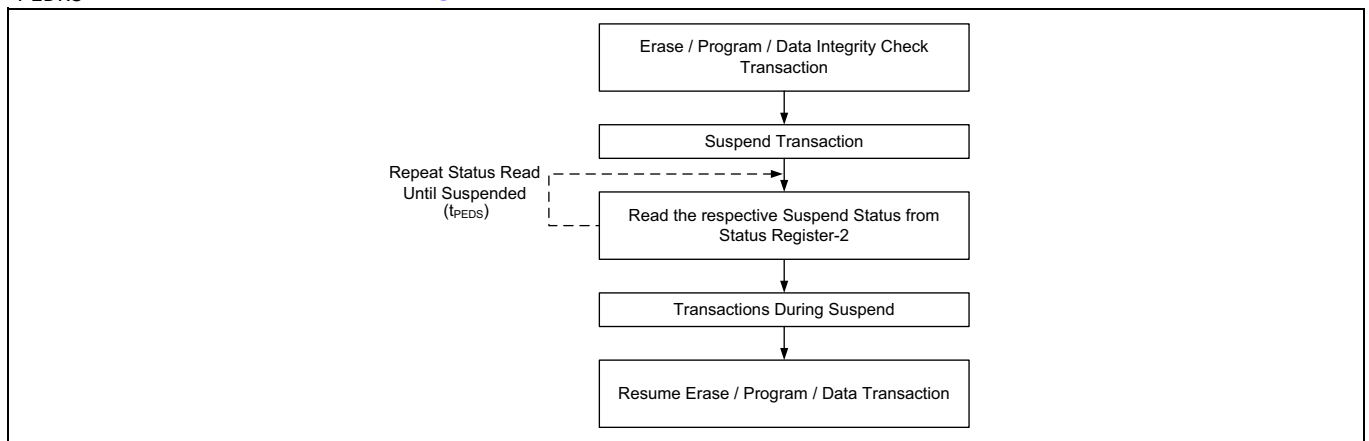 Erase / Program / Data Integrity Check
Transaction
Suspend Transaction
Repeat Status Read
Until Suspended
(tPEDS)
Read the respective Suspend Status from
Status Register-2
Transactions During Suspend
Resume Erase / Program / Data Transaction